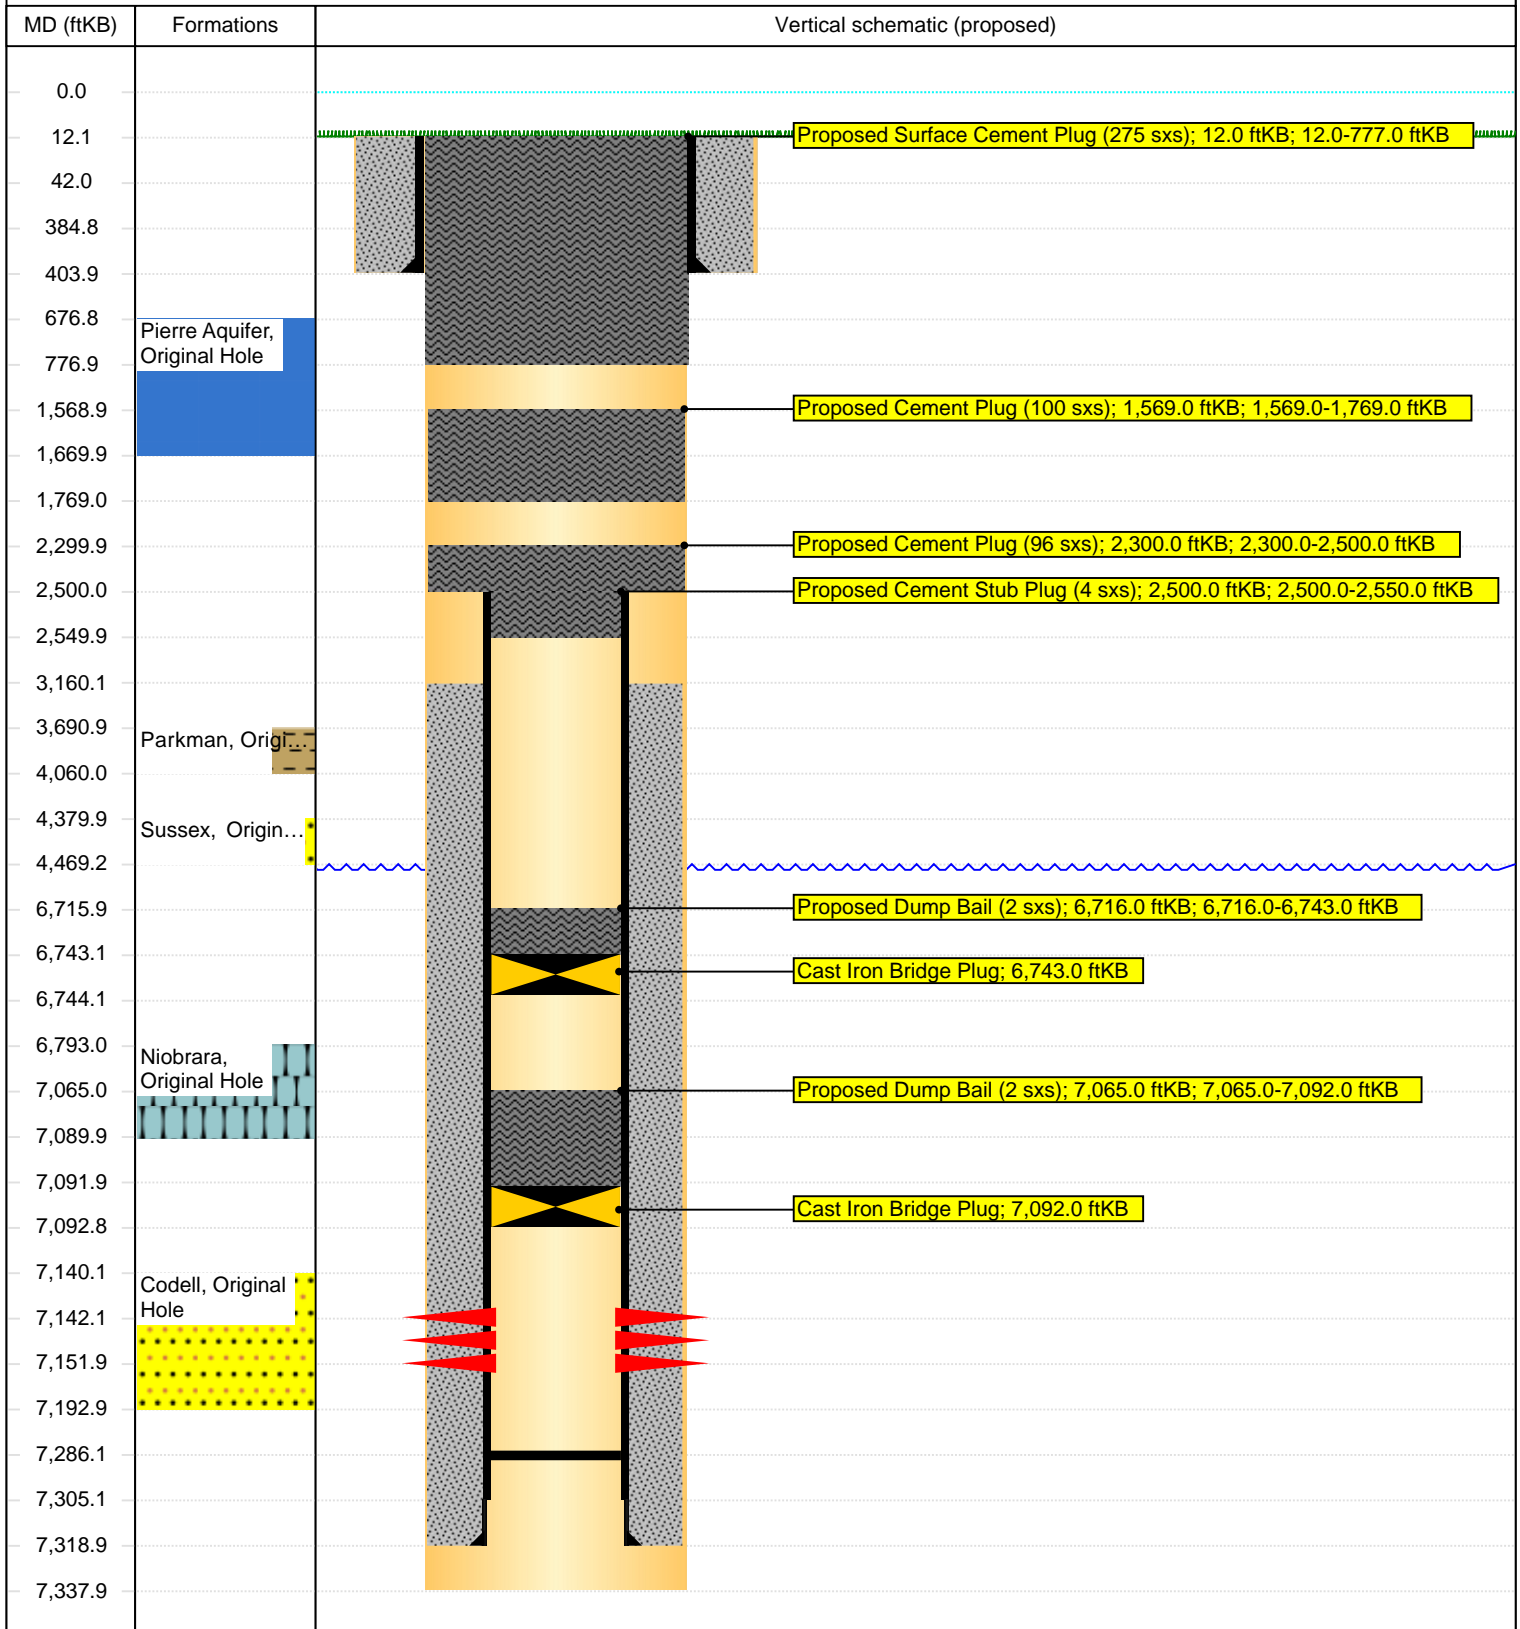 MD (ftKB)
Formations
Vertical schematic (proposed)
0.0
12.1
Proposed Surface Cement Plug (275 sxs); 12.0 ftKB; 12.0-777.0 ftKB
42.0
384.8
403.9
676.8
Pierre Aquifer,
Original Hole
776.9
1,568.9
Proposed Cement Plug (100 sxs); 1,569.0 ftKB; 1,569.0-1,769.0 ftKB
1,669.9
1,769.0
2,299.9
Proposed Cement Plug (96 sxs); 2,300.0 ftKB; 2,300.0-2,500.0 ftKB
2,500.0
Proposed Cement Stub Plug (4 sxs); 2,500.0 ftKB; 2,500.0-2,550.0 ftKB
2,549.9
3,160.1
3,690.9
Parkman, Origi…
4,060.0
4,379.9
Sussex, Origin…
4,469.2
6,715.9
Proposed Dump Bail (2 sxs); 6,716.0 ftKB; 6,716.0-6,743.0 ftKB
6,743.1
Cast Iron Bridge Plug; 6,743.0 ftKB
6,744.1
6,793.0
Niobrara,
Original Hole
7,065.0
Proposed Dump Bail (2 sxs); 7,065.0 ftKB; 7,065.0-7,092.0 ftKB
7,089.9
7,091.9
Cast Iron Bridge Plug; 7,092.0 ftKB
7,092.8
7,140.1
Codell, Original
Hole
7,142.1
7,151.9
7,192.9
7,286.1
7,305.1
7,318.9
7,337.9